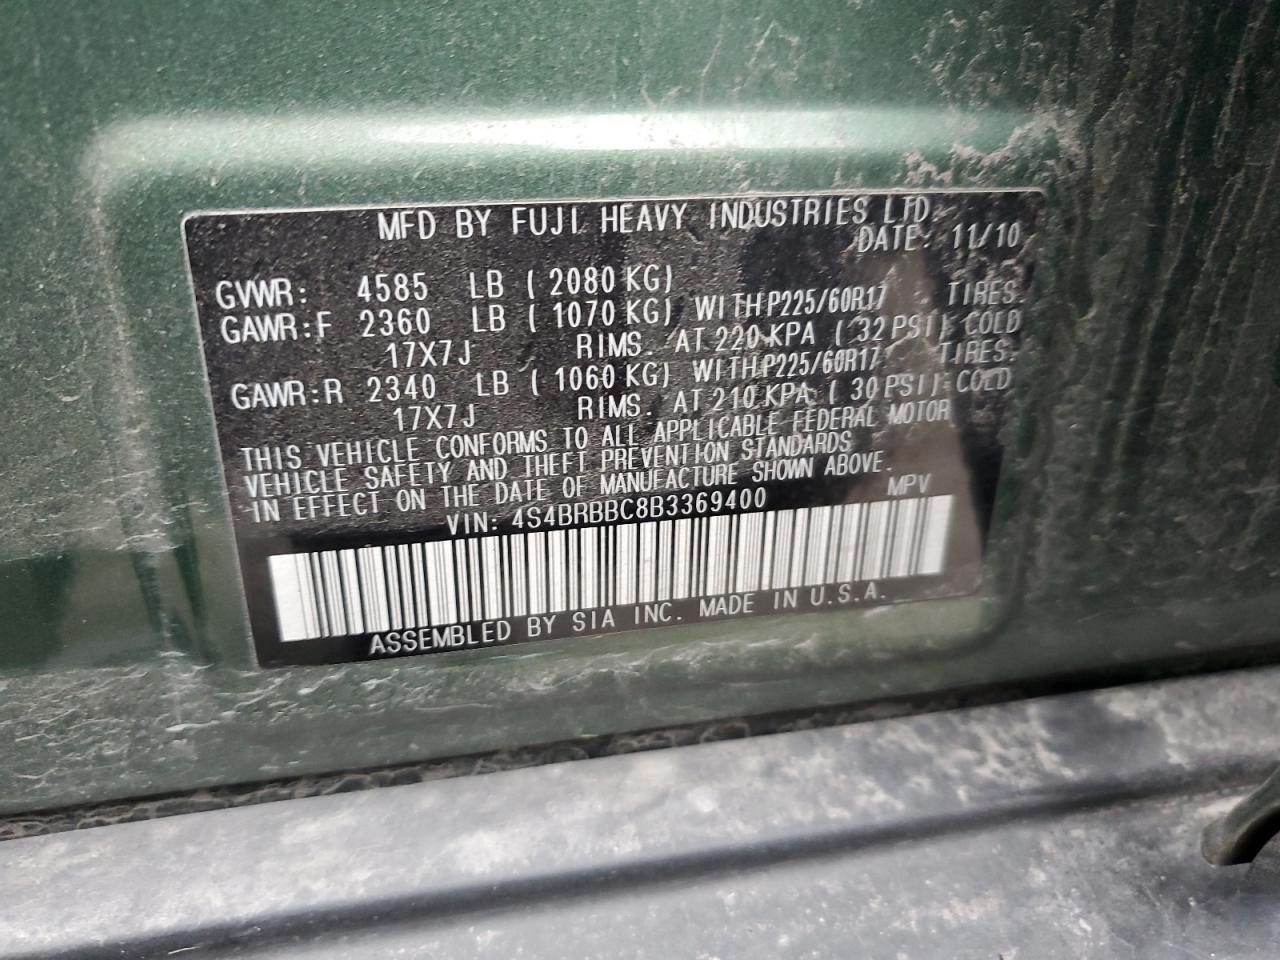 MFD BY FUJI HEAVY INDUSTRIES LTD.
DATE: 11/10
GVWR: 4585 LB ( 2080 KG)
GAWR:F 2360 LB ( 1070 KG) WITH P225/60R17 TIRES.
17X7J RIMS. AT 220 KPA ( 32 PSI) COLD
GAWR:R 2340 LB ( 1060 KG) WITH P225/60R17 TIRES.
17X7J RIMS. AT 210 KPA ( 30 PSI) COLD
THIS VEHICLE CONFORMS TO ALL APPLICABLE FEDERAL MOTOR
VEHICLE SAFETY AND THEFT PREVENTION STANDARDS
IN EFFECT ON THE DATE OF MANUFACTURE SHOWN ABOVE.
VIN: 4S4BRBBC8B3369400 MPV
ASSEMBLED BY SIA INC. MADE IN U.S.A.